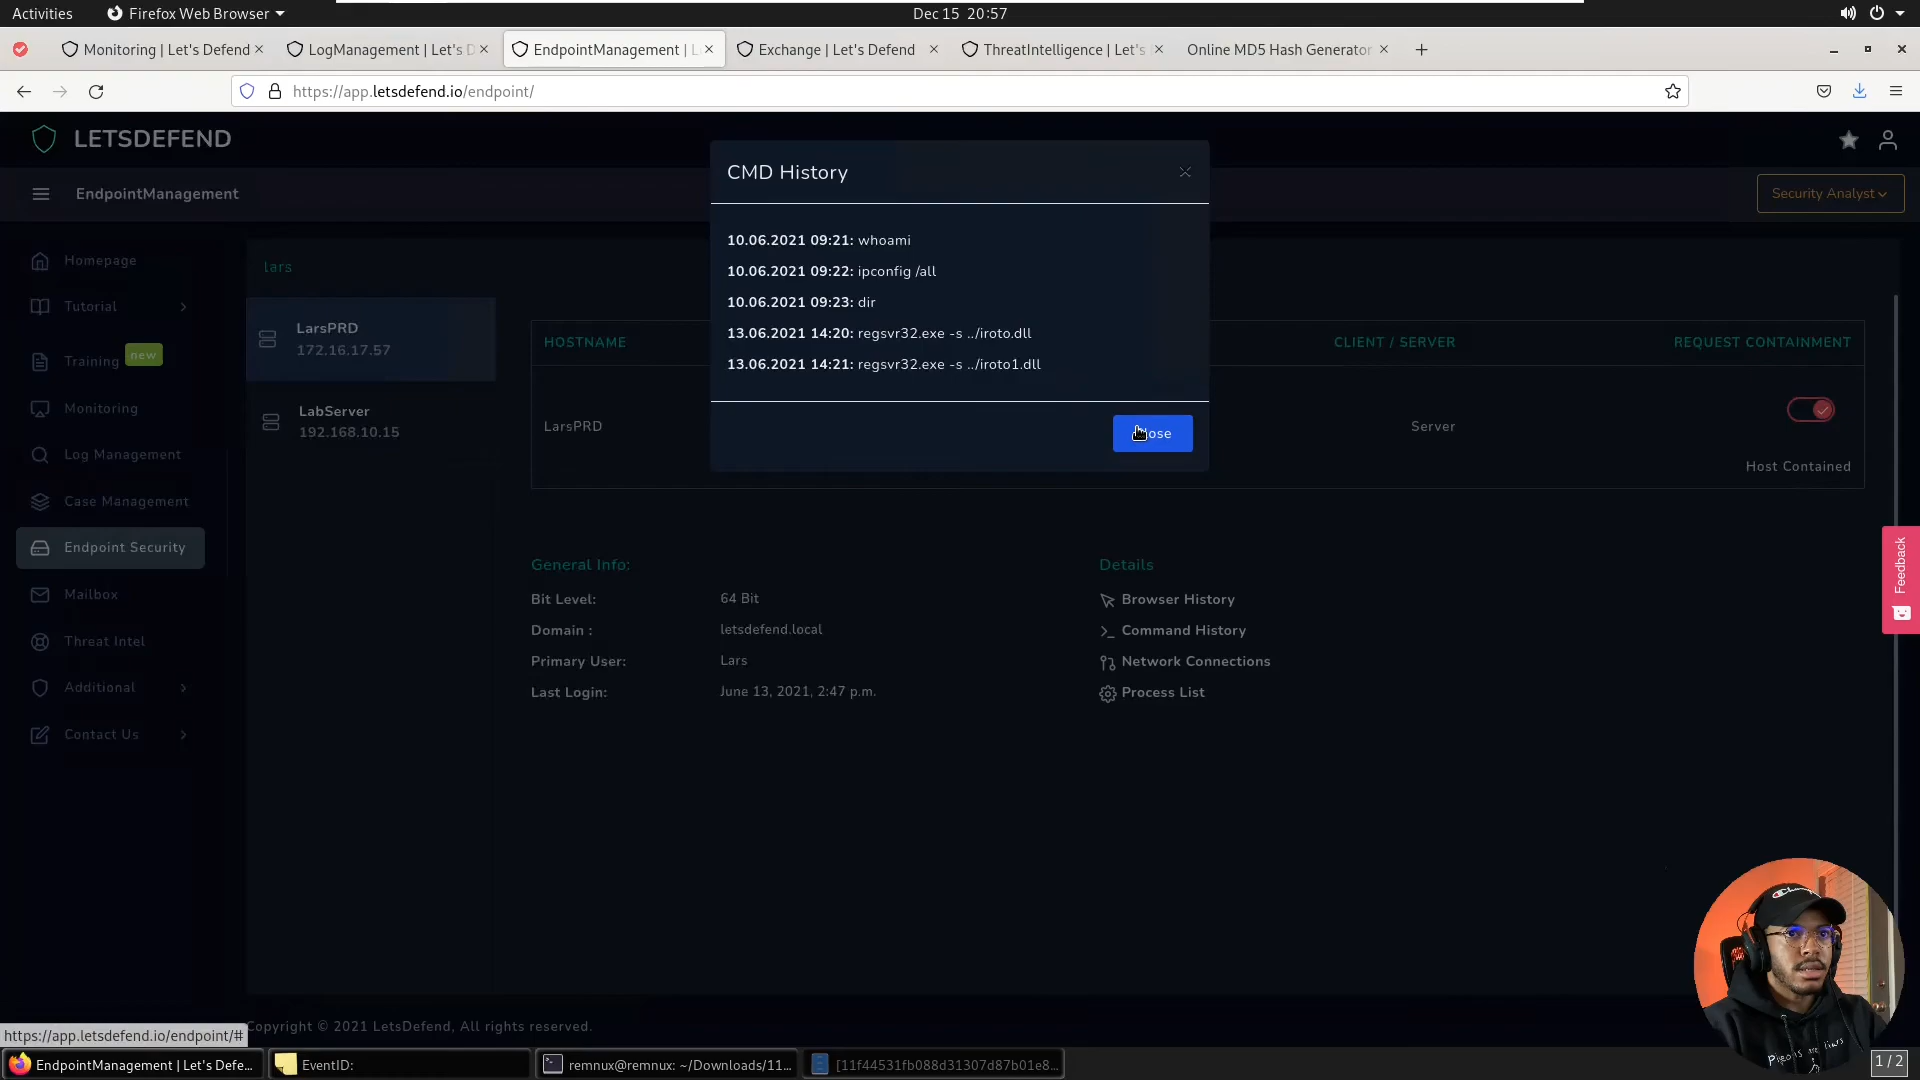 Activities
Firefox Web Browser
Dec 15 20:57
Monitoring | Let's Defend
LogManagement | Let's D
EndpointManagement | L
Exchange | Let's Defend
ThreatIntelligence | Let's
Online MD5 Hash Generator
https://app.letsdefend.io/endpoint/
LETSDEFEND
EndpointManagement
Security Analyst
CMD History
10.06.2021 09:21: whoami
10.06.2021 09:22: ipconfig /all
10.06.2021 09:23: dir
13.06.2021 14:20: regsvr32.exe -s ../iroto.dll
13.06.2021 14:21: regsvr32.exe -s ../iroto1.dll
Homepage
Tutorial
Training new
Monitoring
Log Management
Case Management
Endpoint Security
Mailbox
Threat Intel
Additional
Contact Us
lars
LarsPRD
172.16.17.57
LabServer
192.168.10.15
HOSTNAME
CLIENT / SERVER
REQUEST CONTAINMENT
LarsPRD
Server
Host Contained
General Info:
Bit Level: 64 Bit
Domain : letsdefend.local
Primary User: Lars
Last Login: June 13, 2021, 2:47 p.m.
Details
Browser History
Command History
Network Connections
Process List
Feedback
Copyright © 2021 LetsDefend, All rights reserved.
https://app.letsdefend.io/endpoint/#
EndpointManagement | Let's Defe...
EventID:
remnux@remnux: ~/Downloads/11...
[11f44531fb088d31307d87b01e8...
1 / 2